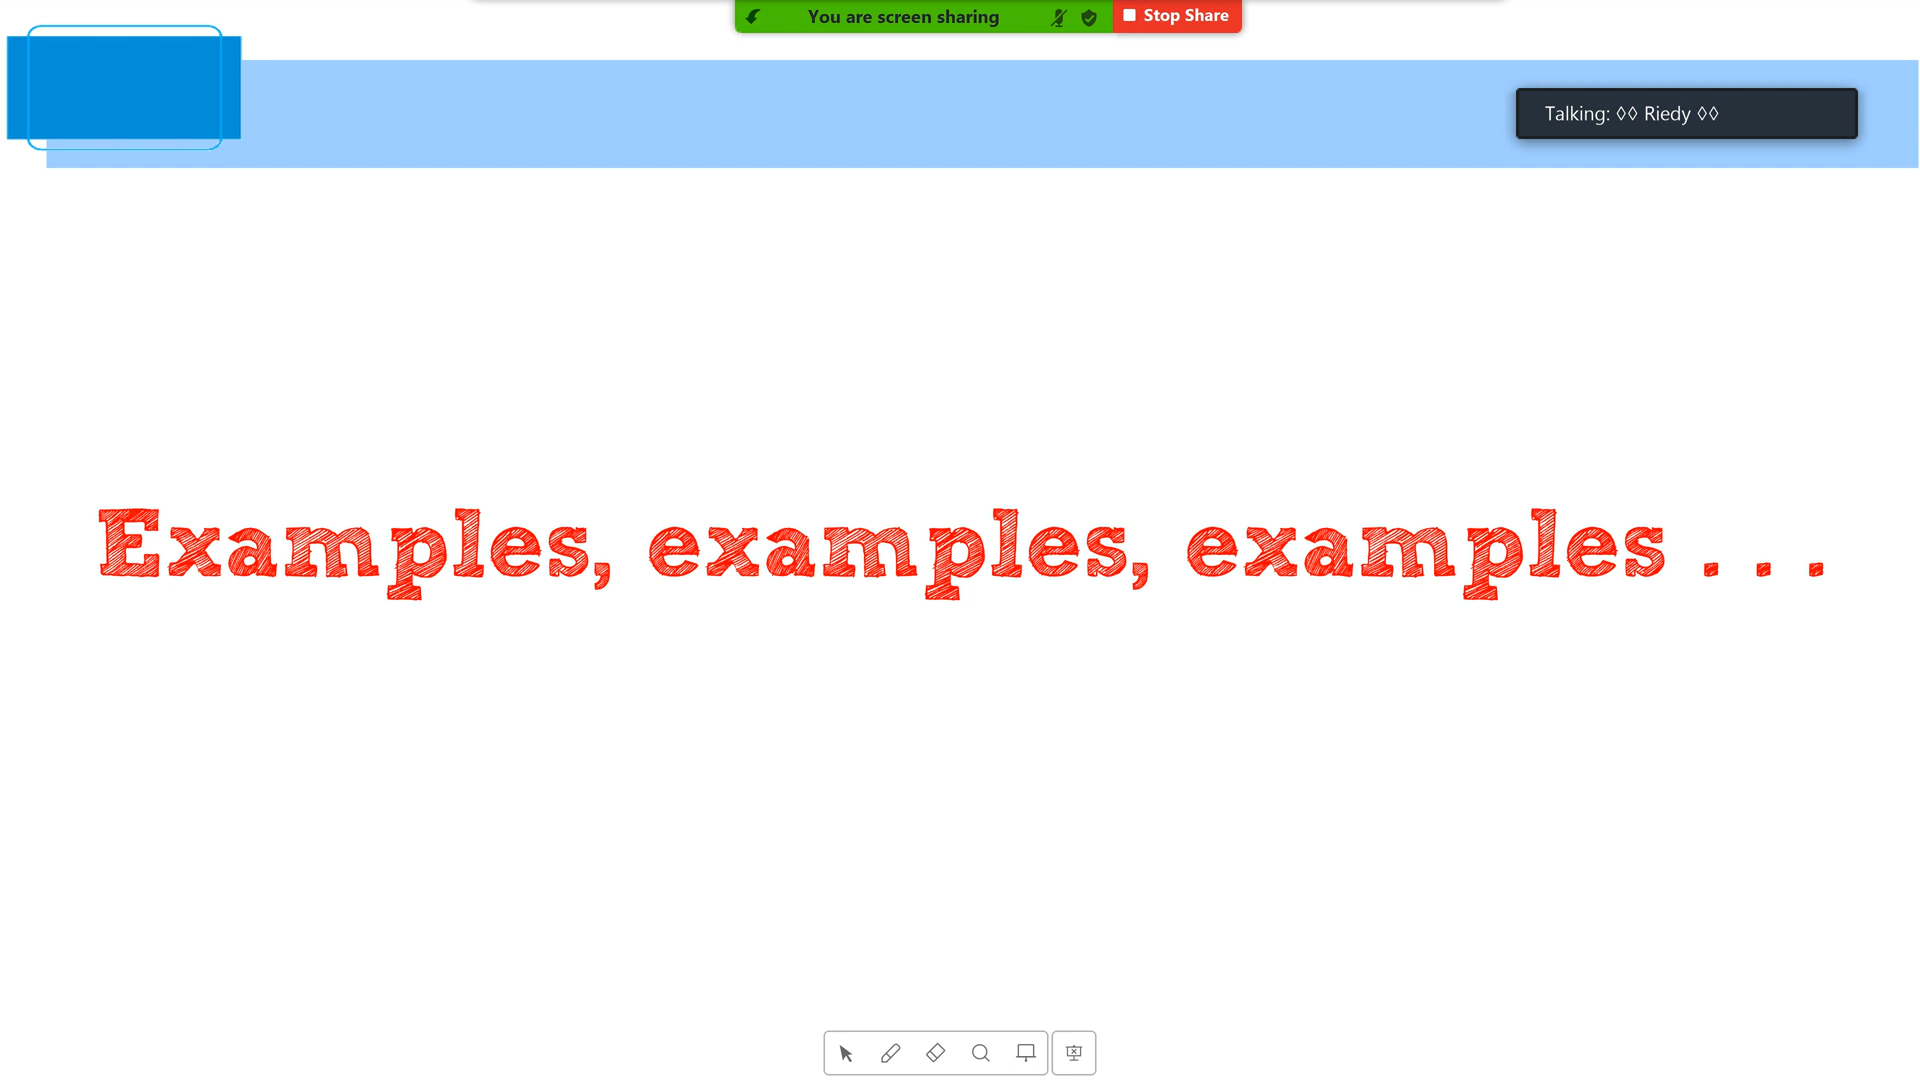 You are screen sharing
Stop Share
Talking: ◊◊ Riedy ◊◊
Examples, examples, examples . . .